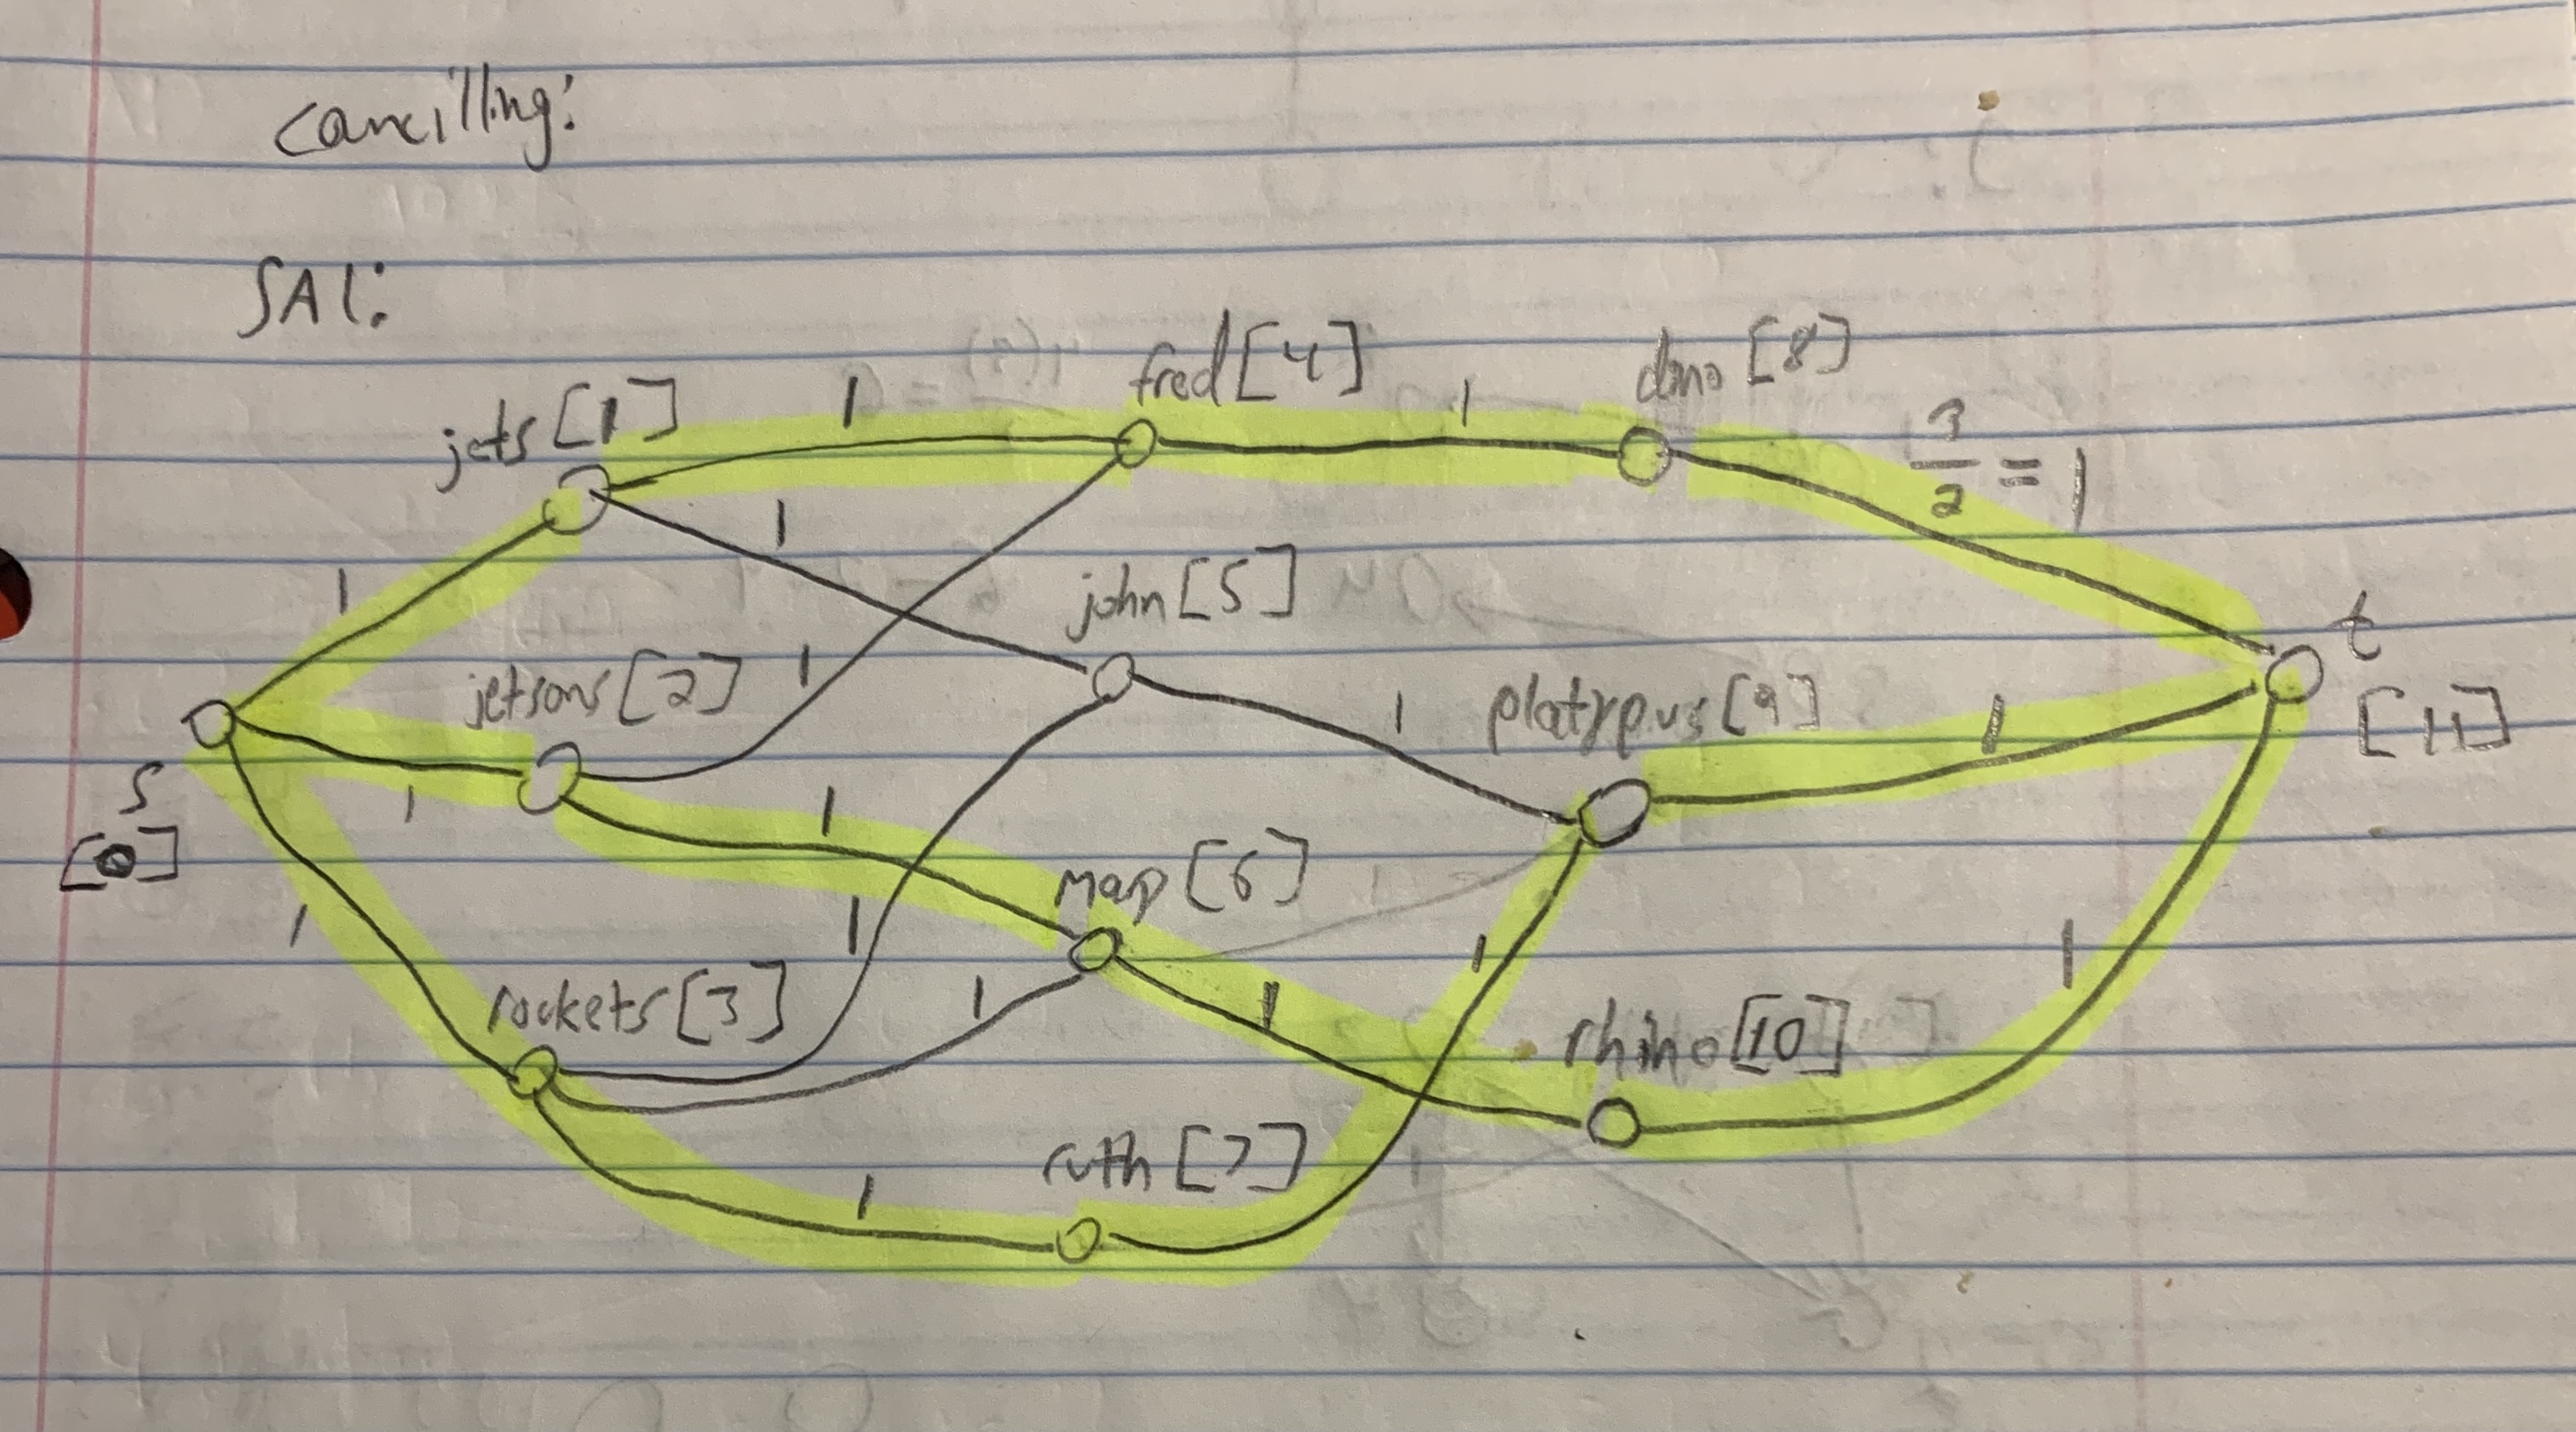 cancilling:
SAL:
fred [4]
dino [8]
jets [1]
1
1
3/2 = 1
1
1
john [5]
t
[11]
jetsons [2]
1
1
platypus [9]
1
s
[0]
1
1
map [6]
1
1
1
1
1
rockets [3]
1
1
rhino [10]
ruth [7]
1
1